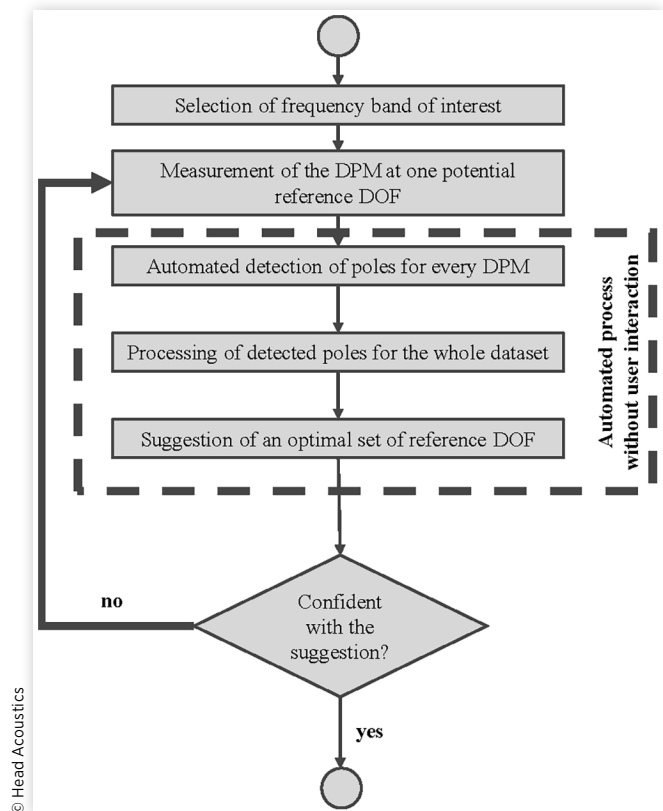 Selection of frequency band of interest
Measurement of the DPM at one potential
reference DOF
Automated detection of poles for every DPM
Processing of detected poles for the whole dataset
Suggestion of an optimal set of reference DOF
Automated process
without user interaction
Confident
with the
suggestion?
no
yes
© Head Acoustics